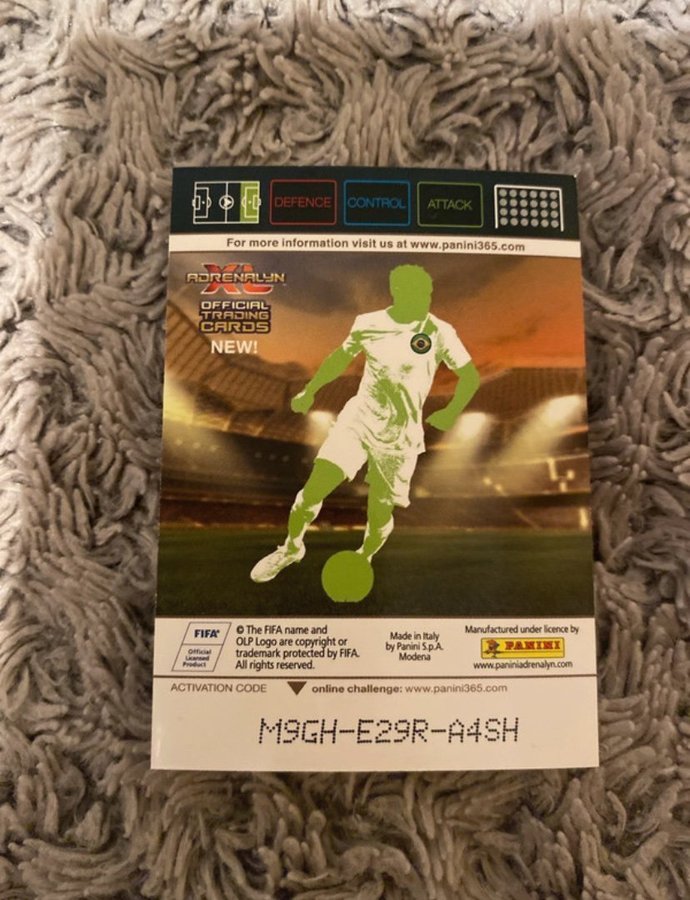 DEFENCE CONTROL ATTACK
For more information visit us at www.panini365.com
ADRENALYN
XL
OFFICIAL
TRADING
CARDS
NEW!
FIFA®
Official
Licensed
Product
© The FIFA name and
OLP Logo are copyright or
trademark protected by FIFA.
All rights reserved.
Made in Italy
by Panini S.p.A.
Modena
Manufactured under licence by
PANINI
www.paniniadrenalyn.com
ACTIVATION CODE online challenge: www.panini365.com
M9GH-E29R-A4SH